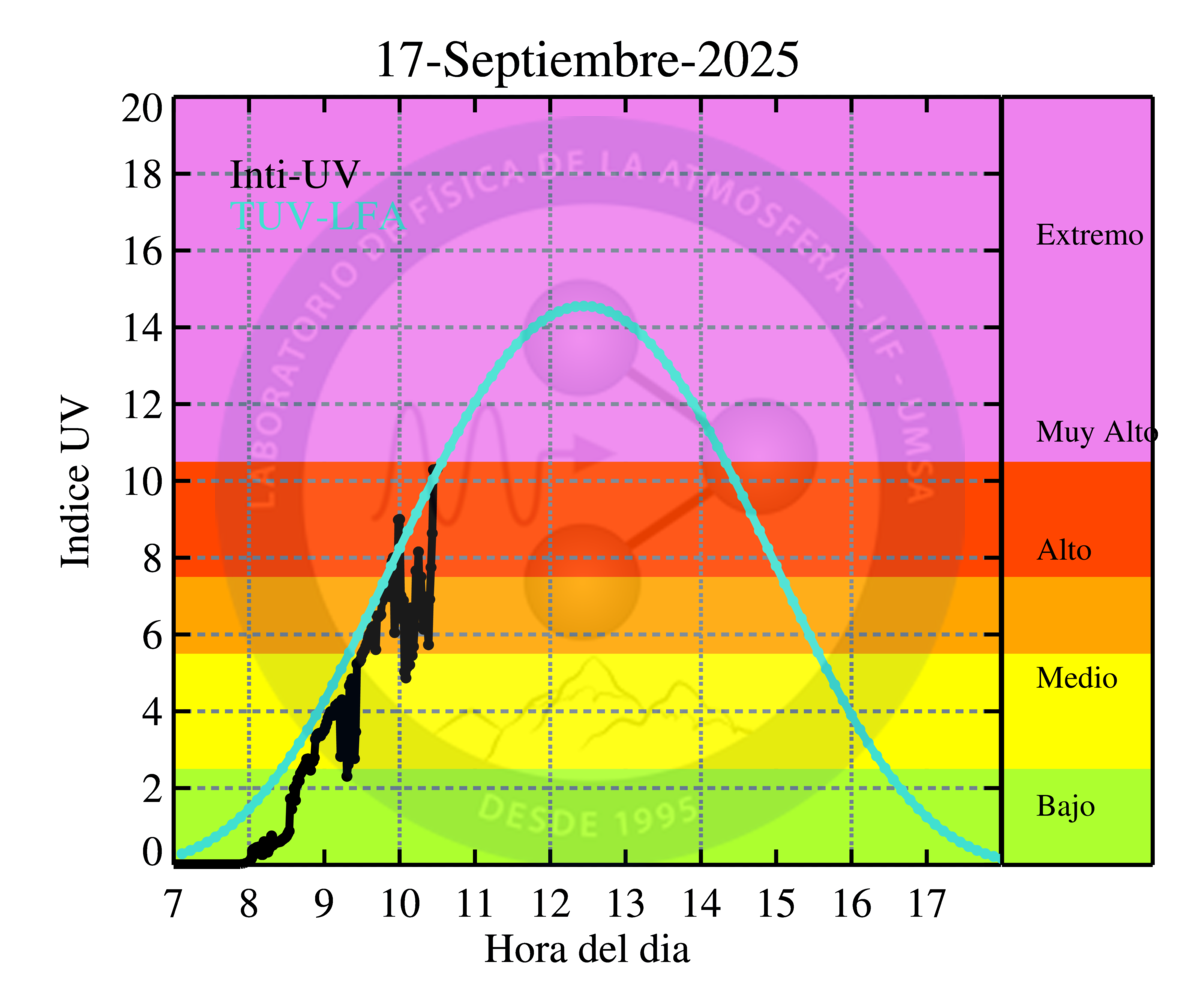 17-Septiembre-2025
20
18
16
14
12
10
8
6
4
2
0
Indice UV
Inti-UV
TUV-LFA
LABORATORIO DE FÍSICA DE LA ATMÓSFERA - IIF - UMSA
DESDE 1995
Extremo
Muy Alto
Alto
Medio
Bajo
7 8 9 10 11 12 13 14 15 16 17
Hora del dia